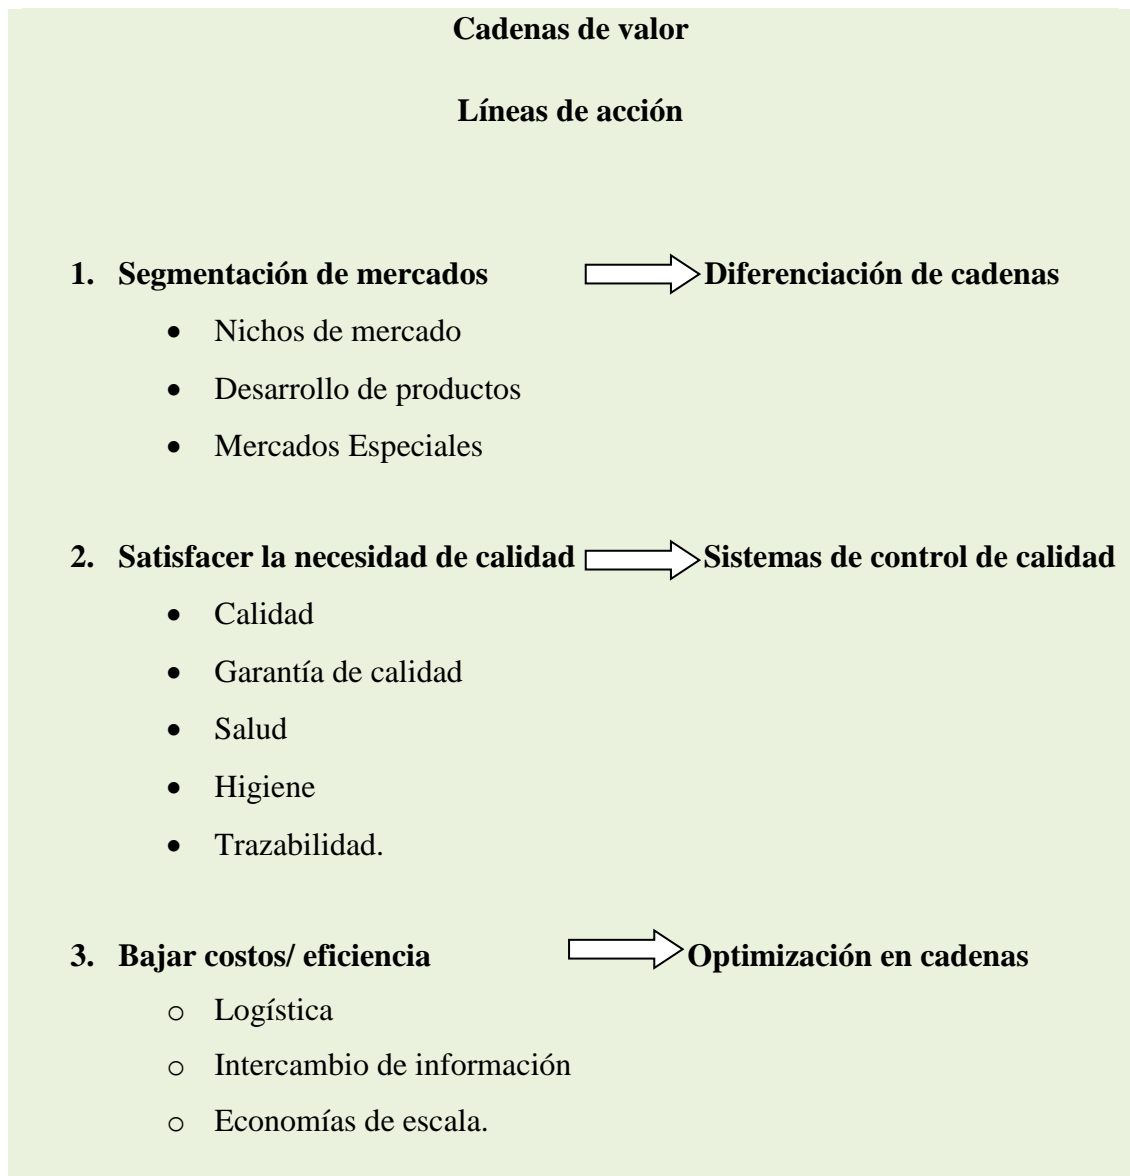 Cadenas de valor
Líneas de acción
1. Segmentación de mercados Diferenciación de cadenas
• Nichos de mercado
• Desarrollo de productos
• Mercados Especiales
2. Satisfacer la necesidad de calidad Sistemas de control de calidad
• Calidad
• Garantía de calidad
• Salud
• Higiene
• Trazabilidad.
3. Bajar costos/ eficiencia Optimización en cadenas
o Logística
o Intercambio de información
o Economías de escala.